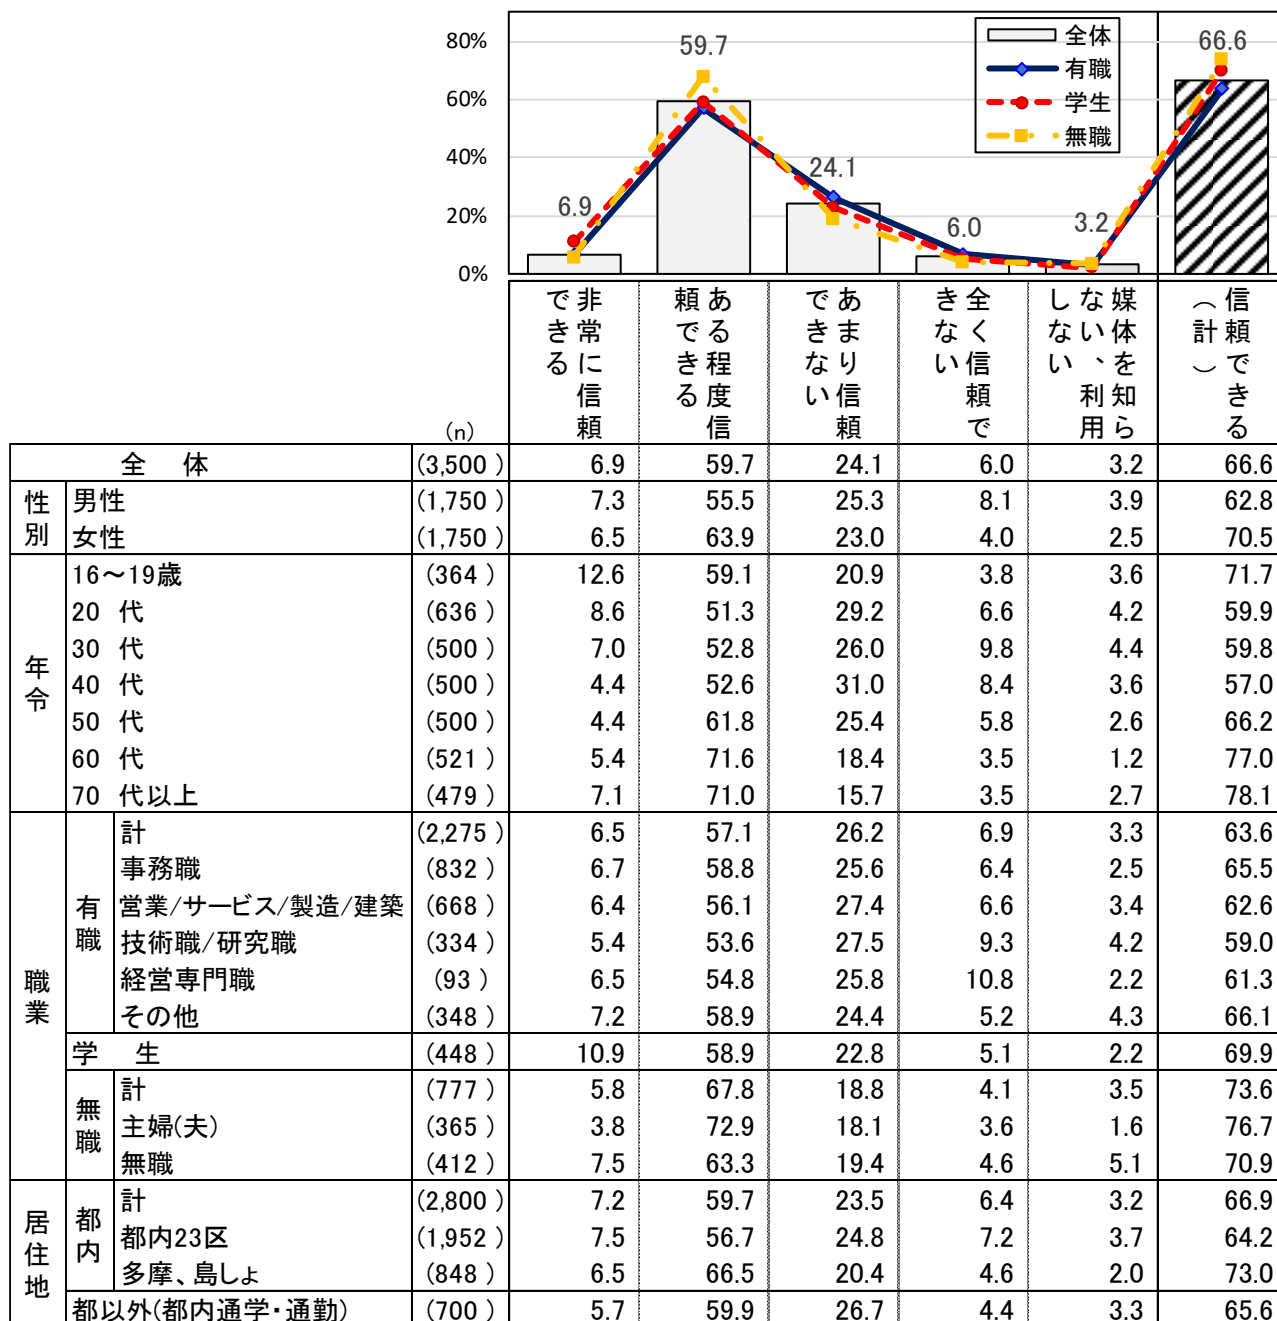 80%
60%
40%
20%
0%
全体
有職
学生
無職
6.9
59.7
24.1
6.0
3.2
66.6
非常に信頼できる
ある程度信頼できる
あまり信頼できない
全く信頼できない
媒体を知らない、利用しない
信頼できる（計）
(n)
全 体 (3,500) 6.9 59.7 24.1 6.0 3.2 66.6
性別
男性 (1,750) 7.3 55.5 25.3 8.1 3.9 62.8
女性 (1,750) 6.5 63.9 23.0 4.0 2.5 70.5
年令
16～19歳 (364) 12.6 59.1 20.9 3.8 3.6 71.7
20 代 (636) 8.6 51.3 29.2 6.6 4.2 59.9
30 代 (500) 7.0 52.8 26.0 9.8 4.4 59.8
40 代 (500) 4.4 52.6 31.0 8.4 3.6 57.0
50 代 (500) 4.4 61.8 25.4 5.8 2.6 66.2
60 代 (521) 5.4 71.6 18.4 3.5 1.2 77.0
70 代以上 (479) 7.1 71.0 15.7 3.5 2.7 78.1
職業
有職
計 (2,275) 6.5 57.1 26.2 6.9 3.3 63.6
事務職 (832) 6.7 58.8 25.6 6.4 2.5 65.5
営業/サービス/製造/建築 (668) 6.4 56.1 27.4 6.6 3.4 62.6
技術職/研究職 (334) 5.4 53.6 27.5 9.3 4.2 59.0
経営専門職 (93) 6.5 54.8 25.8 10.8 2.2 61.3
その他 (348) 7.2 58.9 24.4 5.2 4.3 66.1
学 生 (448) 10.9 58.9 22.8 5.1 2.2 69.9
無職
計 (777) 5.8 67.8 18.8 4.1 3.5 73.6
主婦(夫) (365) 3.8 72.9 18.1 3.6 1.6 76.7
無職 (412) 7.5 63.3 19.4 4.6 5.1 70.9
居住地
都内
計 (2,800) 7.2 59.7 23.5 6.4 3.2 66.9
都内23区 (1,952) 7.5 56.7 24.8 7.2 3.7 64.2
多摩、島しょ (848) 6.5 66.5 20.4 4.6 2.0 73.0
都以外(都内通学・通勤) (700) 5.7 59.9 26.7 4.4 3.3 65.6